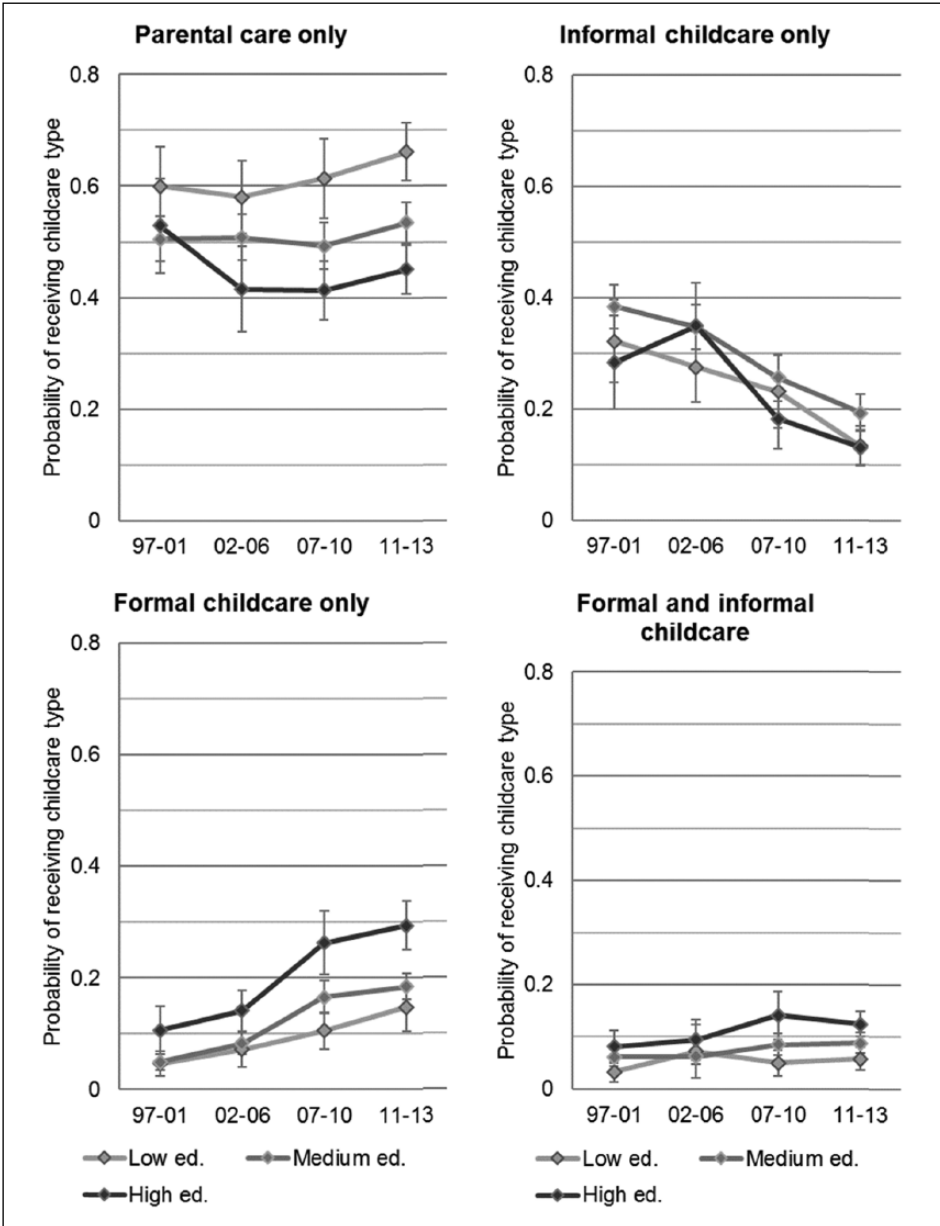 Parental care only
Informal childcare only
Probability of receiving childcare type
0.8
0.6
0.4
0.2
0
97-01 02-06 07-10 11-13
Probability of receiving childcare type
0.8
0.6
0.4
0.2
0
97-01 02-06 07-10 11-13
Formal childcare only
Formal and informal
childcare
Probability of receiving childcare type
0.8
0.6
0.4
0.2
0
97-01 02-06 07-10 11-13
Probability of receiving childcare type
0.8
0.6
0.4
0.2
0
97-01 02-06 07-10 11-13
Low ed. Medium ed.
High ed.
Low ed. Medium ed.
High ed.